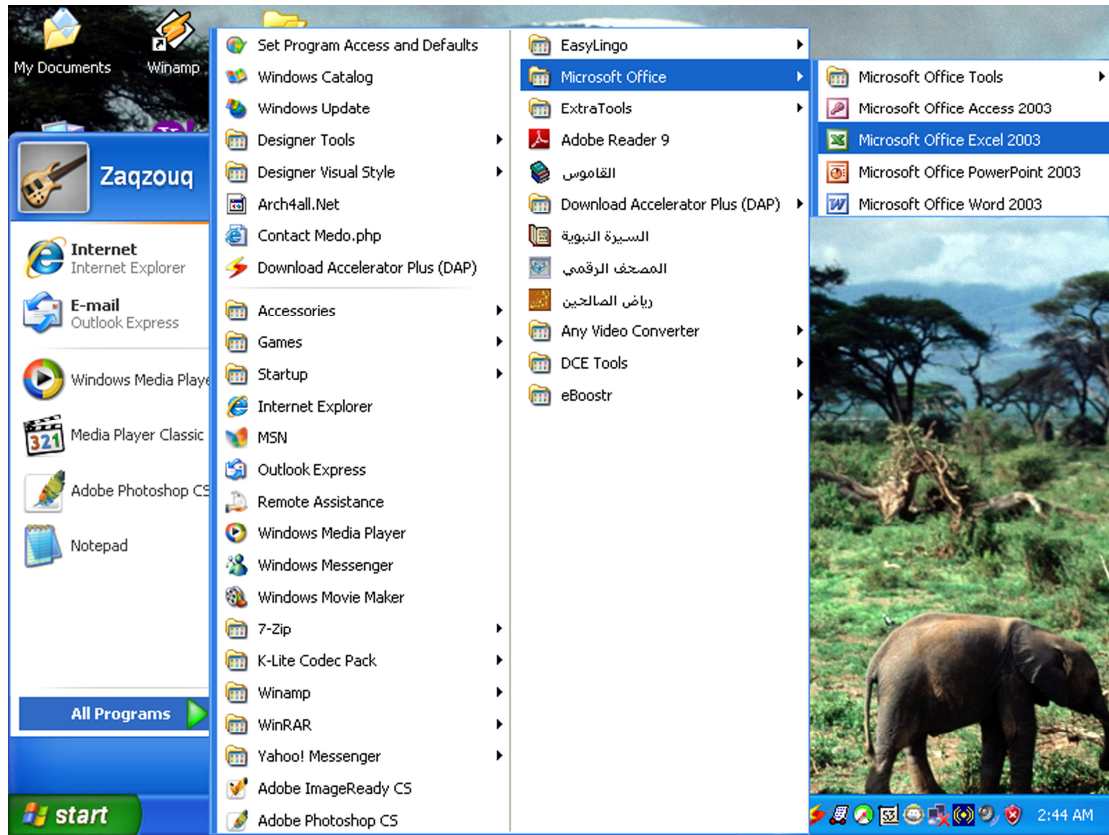 My Documents
Winamp
Zaqzouq
Internet
Internet Explorer
E-mail
Outlook Express
Windows Media Playe
Media Player Classic
Adobe Photoshop CS
Notepad
All Programs
start
Set Program Access and Defaults
Windows Catalog
Windows Update
Designer Tools
Designer Visual Style
Arch4all.Net
Contact Medo.php
Download Accelerator Plus (DAP)
Accessories
Games
Startup
Internet Explorer
MSN
Outlook Express
Remote Assistance
Windows Media Player
Windows Messenger
Windows Movie Maker
7-Zip
K-Lite Codec Pack
Winamp
WinRAR
Yahoo! Messenger
Adobe ImageReady CS
Adobe Photoshop CS
EasyLingo
Microsoft Office
ExtraTools
Adobe Reader 9
القاموس
Download Accelerator Plus (DAP)
السيرة النبوية
المصحف الرقمي
رياض الصالحين
Any Video Converter
DCE Tools
eBoostr
Microsoft Office Tools
Microsoft Office Access 2003
Microsoft Office Excel 2003
Microsoft Office PowerPoint 2003
Microsoft Office Word 2003
2:44 AM